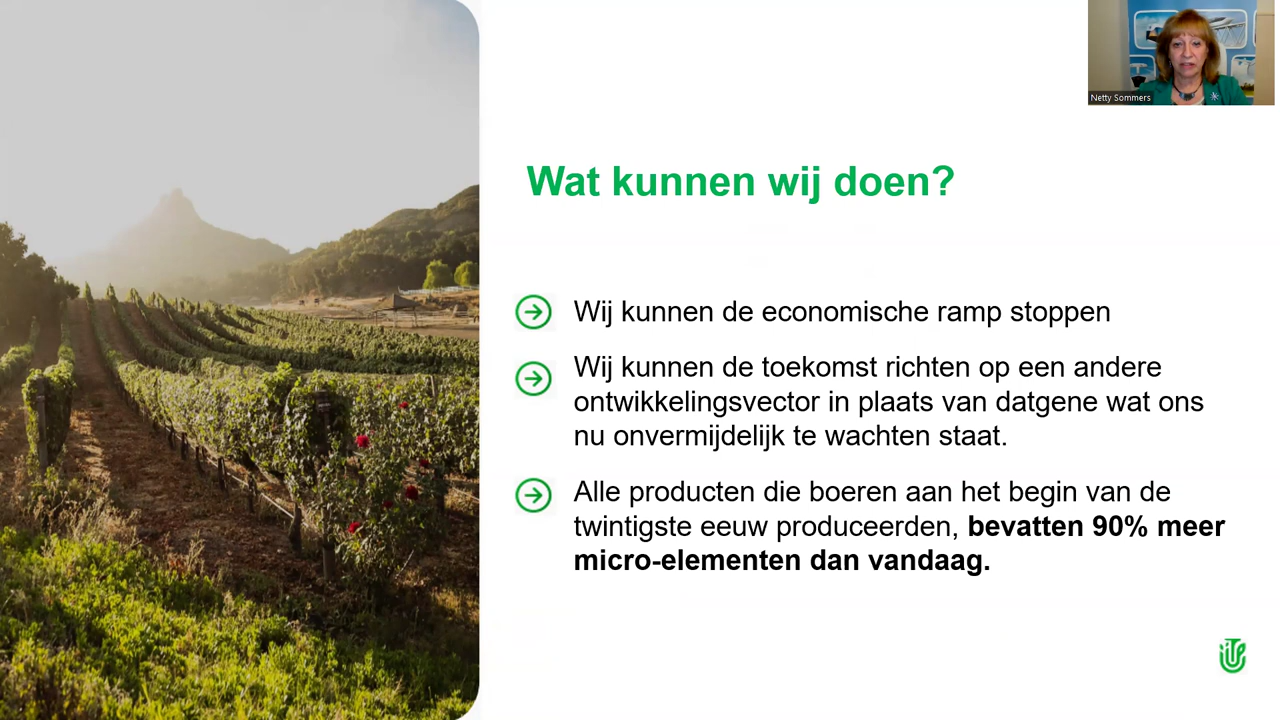 Netty Sommers
Wat kunnen wij doen?
Wij kunnen de economische ramp stoppen
Wij kunnen de toekomst richten op een andere
ontwikkelingsvector in plaats van datgene wat ons
nu onvermijdelijk te wachten staat.
Alle producten die boeren aan het begin van de
twintigste eeuw produceerden, bevatten 90% meer
micro-elementen dan vandaag.